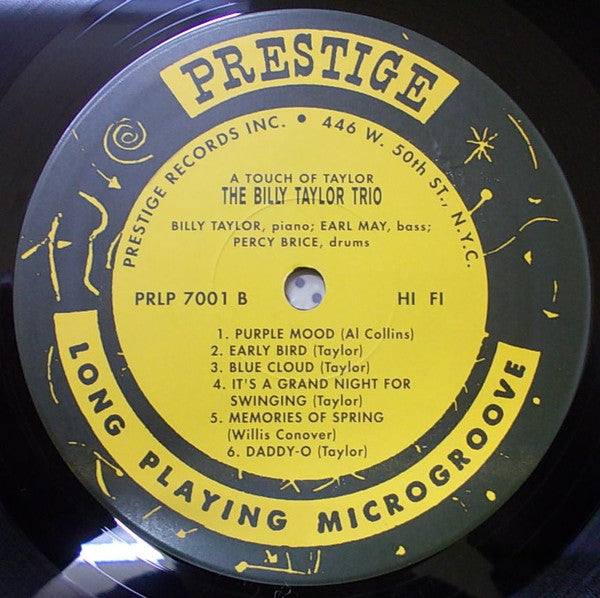 PRESTIGE
PRESTIGE RECORDS INC. • 446 W. 50th ST., N.Y.C.
A TOUCH OF TAYLOR
THE BILLY TAYLOR TRIO
BILLY TAYLOR, piano; EARL MAY, bass;
PERCY BRICE, drums
PRLP 7001 B HI FI
1. PURPLE MOOD (Al Collins)
2. EARLY BIRD (Taylor)
3. BLUE CLOUD (Taylor)
4. IT'S A GRAND NIGHT FOR
SWINGING (Taylor)
5. MEMORIES OF SPRING
(Willis Conover)
6. DADDY-O (Taylor)
LONG PLAYING MICROGROOVE